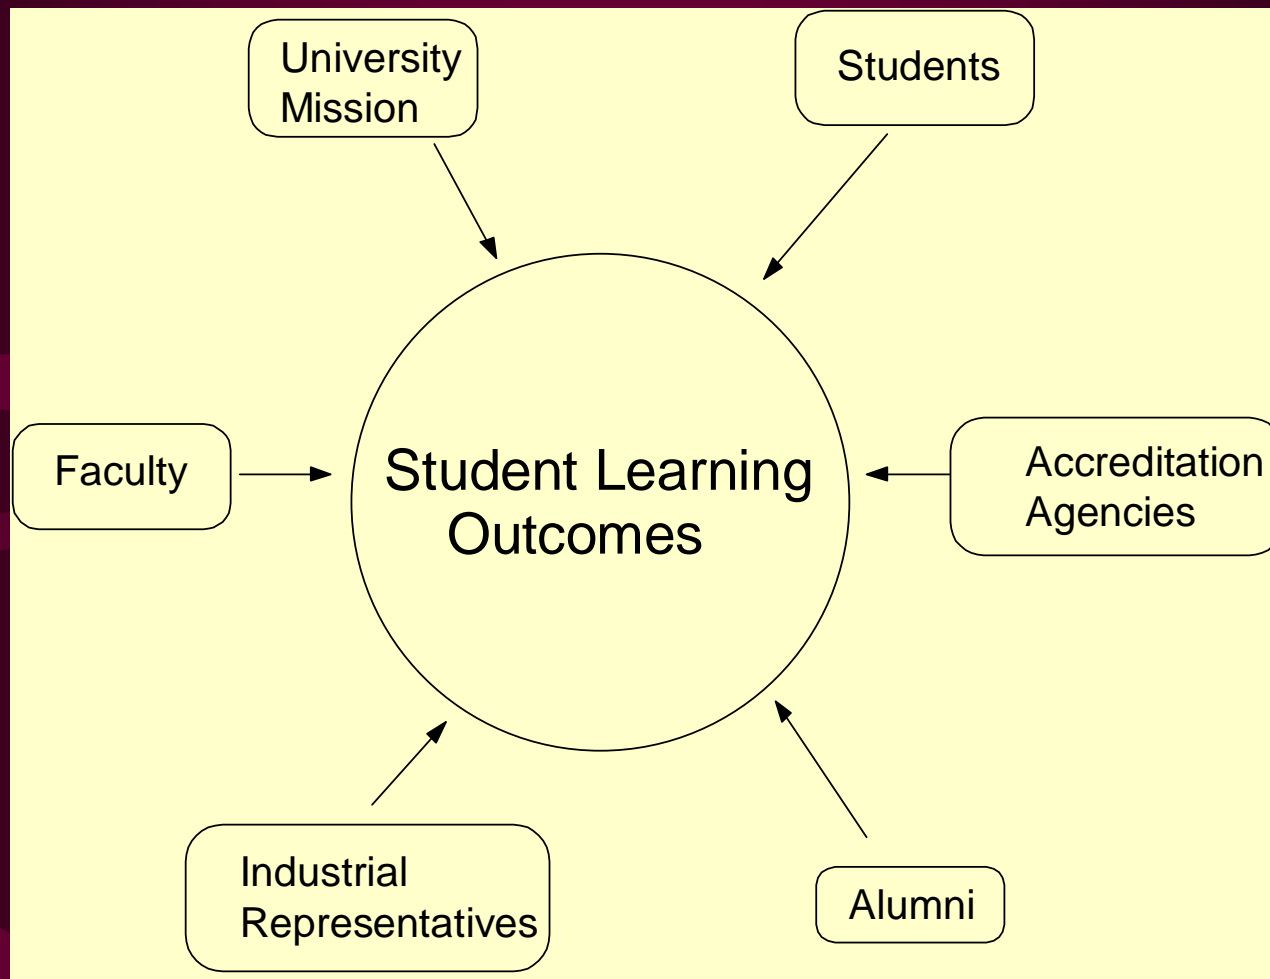 University
Mission
Students
Faculty
Student Learning
Outcomes
Accreditation
Agencies
Industrial
Representatives
Alumni